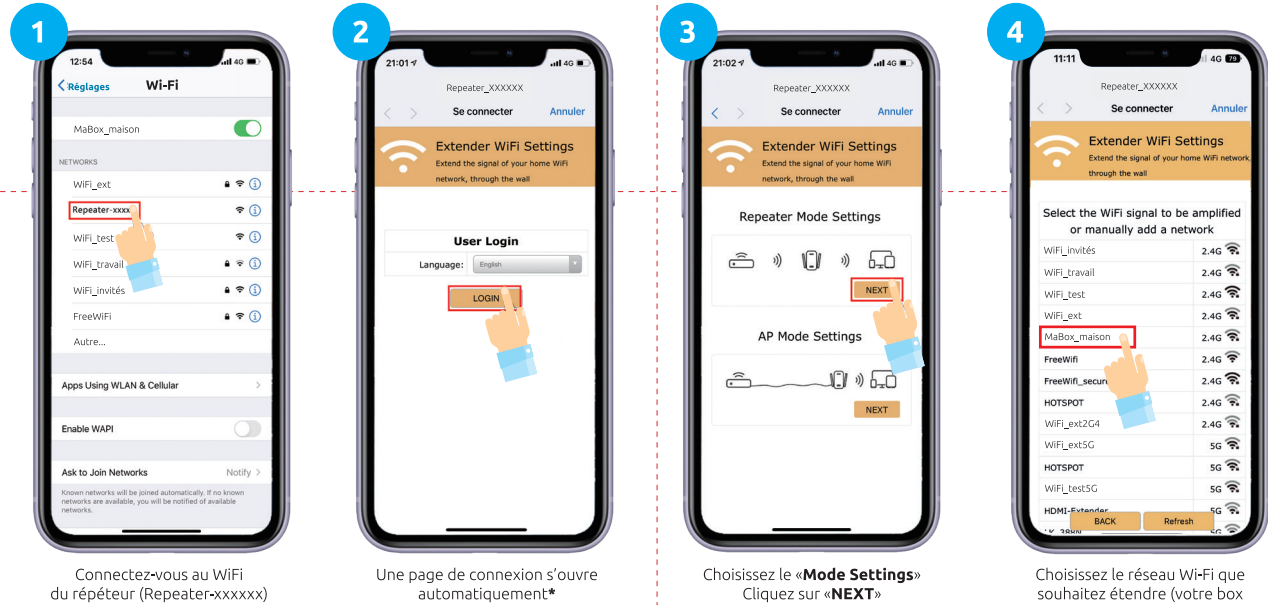 1
12:54
4G
Réglages
Wi-Fi
MaBox_maison
NETWORKS
WiFi_ext
Repeater-xxxx
WiFi_test
WiFi_travail
WiFi_invités
FreeWiFi
Autre...
Apps Using WLAN & Cellular
Enable WAPI
Ask to Join Networks
Notify
Known networks will be joined automatically. If no known
networks are available, you will be notified of available
networks.
Connectez-vous au WiFi
du répéteur (Repeater-xxxxxx)
2
21:01
4G
Repeater_XXXXXX
Se connecter
Annuler
Extender WiFi Settings
Extend the signal of your home WiFi
network, through the wall
User Login
Language: English
LOGIN
Une page de connexion s’ouvre
automatiquement*
3
21:02
4G
Repeater_XXXXXX
Se connecter
Annuler
Extender WiFi Settings
Extend the signal of your home WiFi
network, through the wall
Repeater Mode Settings
NEXT
AP Mode Settings
NEXT
Choisissez le «Mode Settings»
Cliquez sur «NEXT»
4
11:11
4G 79
Repeater_XXXXXX
Se connecter
Annuler
Extender WiFi Settings
Extend the signal of your home WiFi network,
through the wall
Select the WiFi signal to be amplified
or manually add a network
WiFi_invités 2.4G
WiFi_travail 2.4G
WiFi_test 2.4G
WiFi_ext 2.4G
MaBox_maison 2.4G
FreeWifi 2.4G
FreeWifi_secure 2.4G
HOTSPOT 2.4G
WiFi_ext2G4 2.4G
WiFi_ext5G 5G
HOTSPOT 5G
WiFi_test5G 5G
HDMI-Extender 5G
5G
BACK
Refresh
Choisissez le réseau Wi-Fi que
souhaitez étendre (votre box